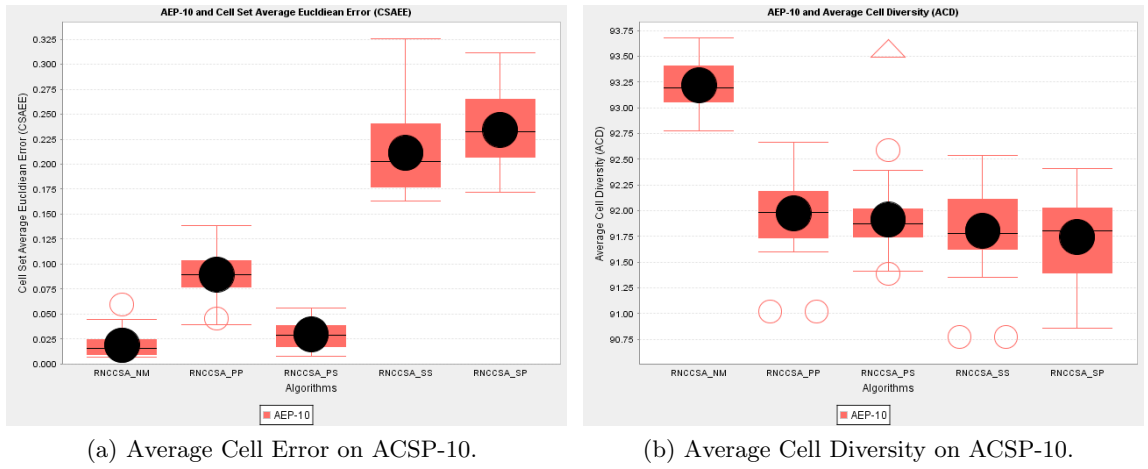 AEP-10 and Cell Set Average Eucldiean Error (CSAEE)
Cell Set Average Eucldiean Error (CSAEE)
0.325
0.300
0.275
0.250
0.225
0.200
0.175
0.150
0.125
0.100
0.075
0.050
0.025
0.000
RNCCSA_NM RNCCSA_PP RNCCSA_PS RNCCSA_SS RNCCSA_SP
Algorithms
AEP-10
(a) Average Cell Error on ACSP-10.
AEP-10 and Average Cell Diversity (ACD)
Average Cell Diversity (ACD)
93.75
93.50
93.25
93.00
92.75
92.50
92.25
92.00
91.75
91.50
91.25
91.00
90.75
RNCCSA_NM RNCCSA_PP RNCCSA_PS RNCCSA_SS RNCCSA_SP
Algorithms
AEP-10
(b) Average Cell Diversity on ACSP-10.